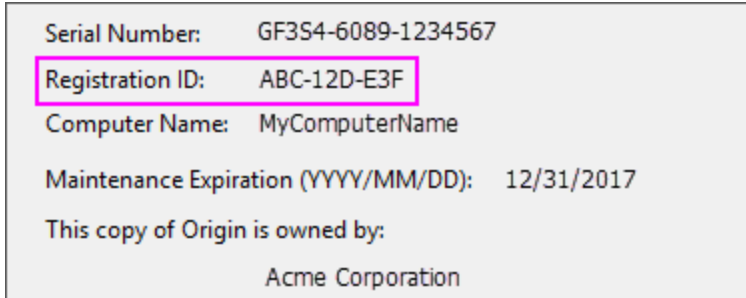 Serial Number: GF3S4-6089-1234567
Registration ID: ABC-12D-E3F
Computer Name: MyComputerName
Maintenance Expiration (YYYY/MM/DD): 12/31/2017
This copy of Origin is owned by:
Acme Corporation